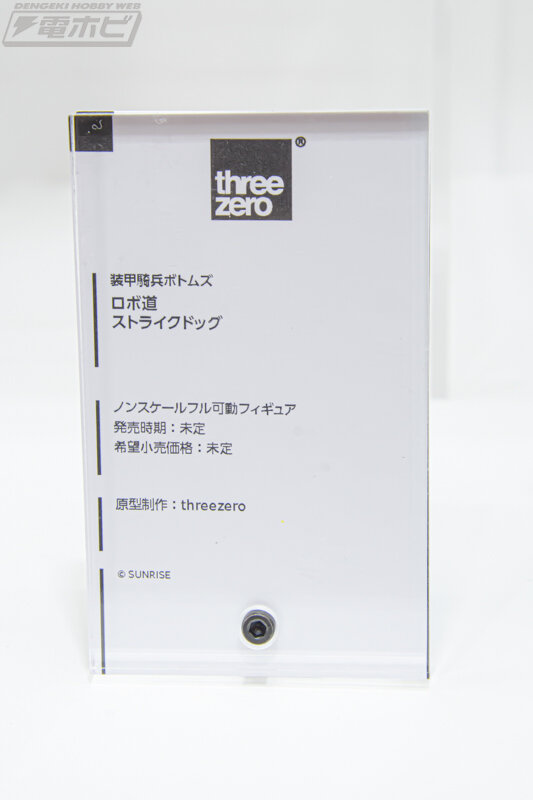 DENGEKI HOBBY WEB
電ホビ
three
zero
®
装甲騎兵ボトムズ
ロボ道
ストライクドッグ
ノンスケールフル可動フィギュア
発売時期：未定
希望小売価格：未定
原型制作：threezero
© SUNRISE